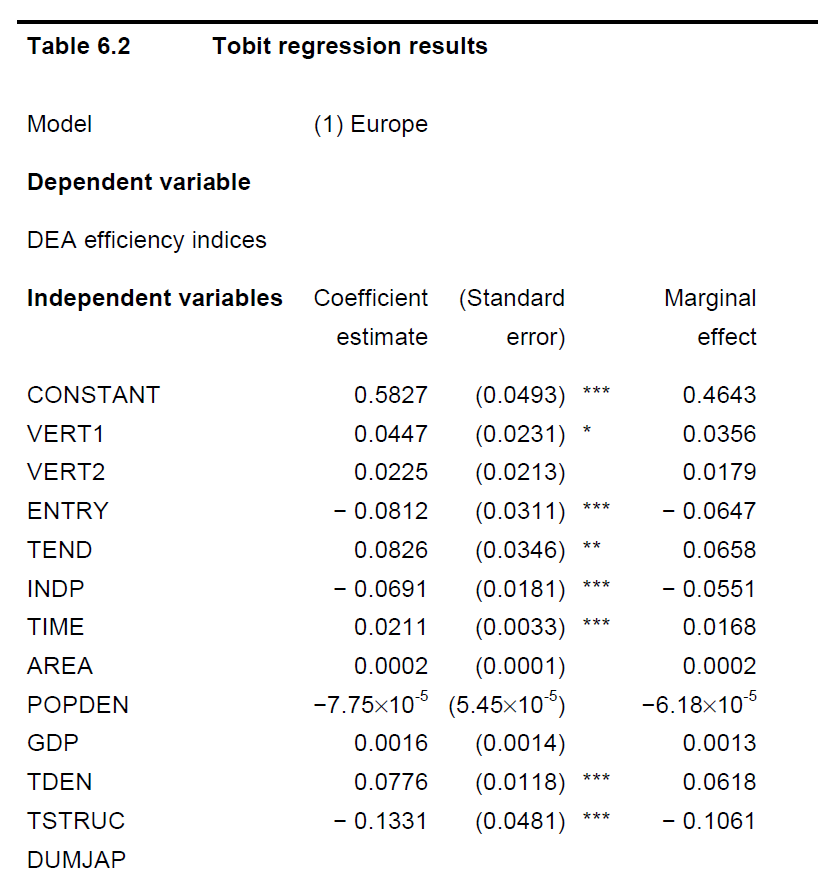 Table 6.2 Tobit regression results
Model (1) Europe
Dependent variable
DEA efficiency indices
Independent variables Coefficient (Standard Marginal
estimate error) effect
CONSTANT 0.5827 (0.0493) *** 0.4643
VERT1 0.0447 (0.0231) * 0.0356
VERT2 0.0225 (0.0213) 0.0179
ENTRY − 0.0812 (0.0311) *** − 0.0647
TEND 0.0826 (0.0346) ** 0.0658
INDP − 0.0691 (0.0181) *** − 0.0551
TIME 0.0211 (0.0033) *** 0.0168
AREA 0.0002 (0.0001) 0.0002
POPDEN −7.75×10⁻⁵ (5.45×10⁻⁵) −6.18×10⁻⁵
GDP 0.0016 (0.0014) 0.0013
TDEN 0.0776 (0.0118) *** 0.0618
TSTRUC − 0.1331 (0.0481) *** − 0.1061
DUMJAP